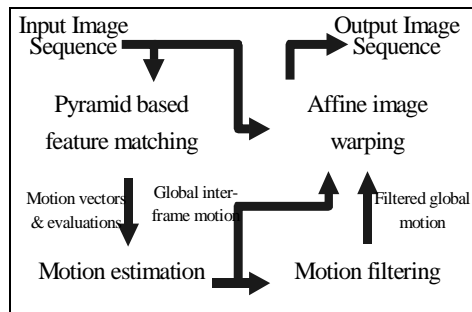 Input Image
Sequence
Output Image
Sequence
Pyramid based
feature matching
Affine image
warping
Motion vectors
& evaluations
Global inter-
frame motion
Filtered global
motion
Motion estimation
Motion filtering